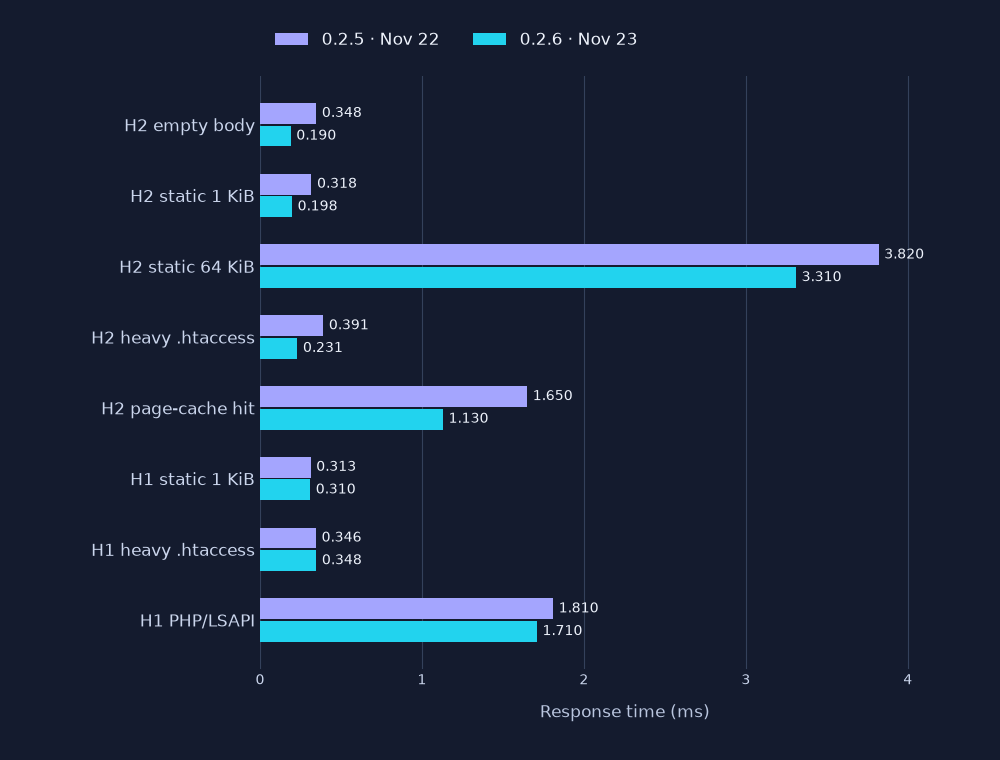 0.2.5 · Nov 22
0.2.6 · Nov 23
H2 empty body
0.348
0.190
H2 static 1 KiB
0.318
0.198
H2 static 64 KiB
3.820
3.310
H2 heavy .htaccess
0.391
0.231
H2 page-cache hit
1.650
1.130
H1 static 1 KiB
0.313
0.310
H1 heavy .htaccess
0.346
0.348
H1 PHP/LSAPI
1.810
1.710
0 1 2 3 4
Response time (ms)